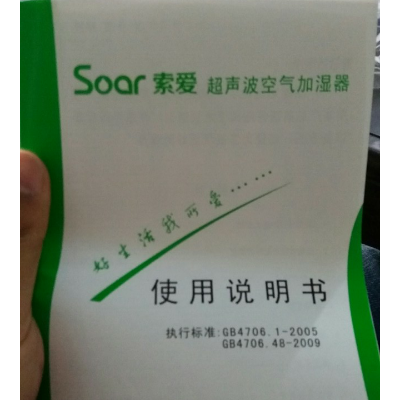 Soar 索爱 超声波空气加湿器
好生活我可爱……
使用说明书
执行标准:GB4706.1-2005
GB4706.48-2009